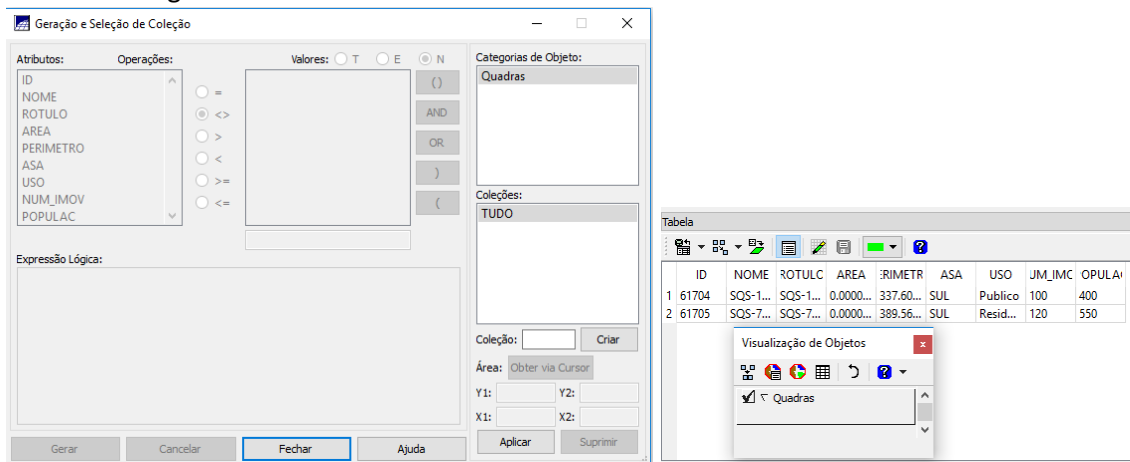 Geração e Seleção de Coleção
Atributos: Operações: Valores: T E N
ID
NOME
ROTULO
AREA
PERIMETRO
ASA
USO
NUM_IMOV
POPULAC
=
<>
>
<
>=
<=
()
AND
OR
)
(
Expressão Lógica:
Gerar Cancelar Fechar Ajuda
Categorias de Objeto:
Quadras
Coleções:
TUDO
Coleção: Criar
Área: Obter via Cursor
Y1: Y2:
X1: X2:
Aplicar Suprimir
Tabela
ID NOME ROTULC AREA ERIMETR ASA USO UM_IMC OPULA
1 61704 SQS-1... SQS-1... 0.0000... 337.60... SUL Publico 100 400
2 61705 SQS-7... SQS-7... 0.0000... 389.56... SUL Resid... 120 550
Visualização de Objetos
Quadras